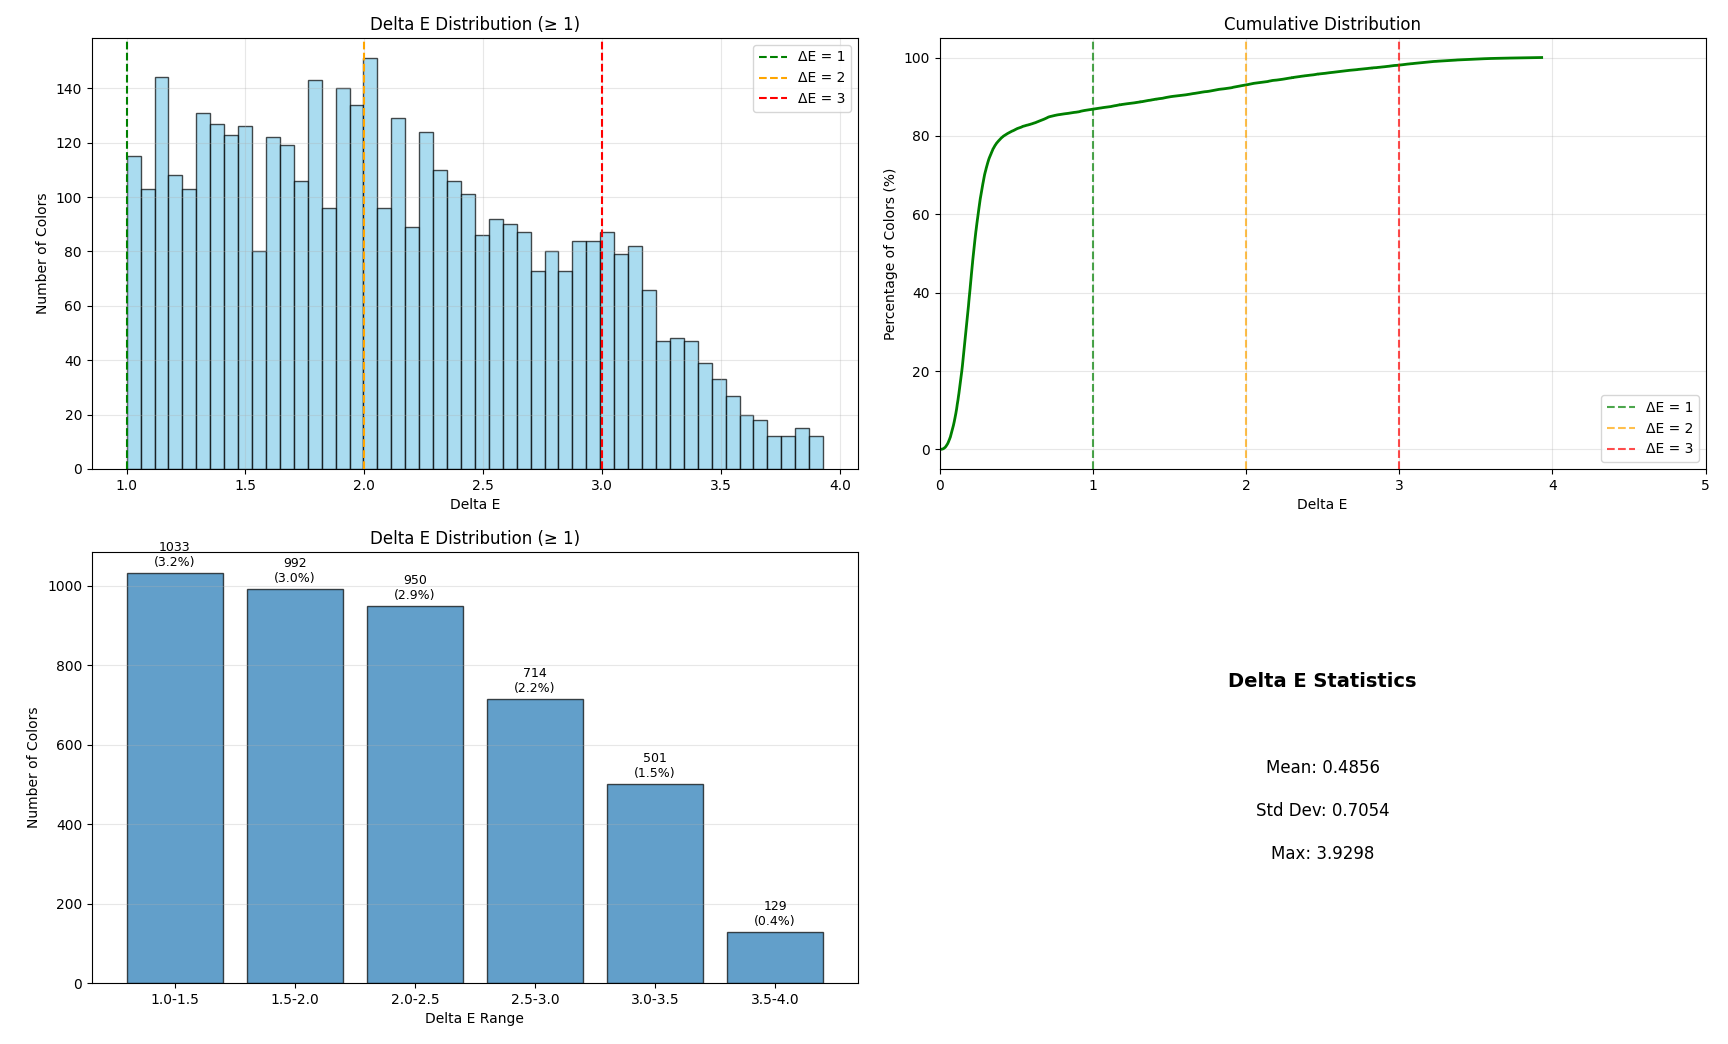 Delta E Distribution (≥ 1)
140
120
100
80
60
40
20
0
Number of Colors
1.0
1.5
2.0
2.5
3.0
3.5
4.0
Delta E
ΔE = 1
ΔE = 2
ΔE = 3
Cumulative Distribution
100
80
60
40
20
0
Percentage of Colors (%)
0
1
2
3
4
5
Delta E
ΔE = 1
ΔE = 2
ΔE = 3
Delta E Distribution (≥ 1)
1000
800
600
400
200
0
Number of Colors
1033
(3.2%)
992
(3.0%)
950
(2.9%)
714
(2.2%)
501
(1.5%)
129
(0.4%)
1.0-1.5
1.5-2.0
2.0-2.5
2.5-3.0
3.0-3.5
3.5-4.0
Delta E Range
Delta E Statistics
Mean: 0.4856
Std Dev: 0.7054
Max: 3.9298